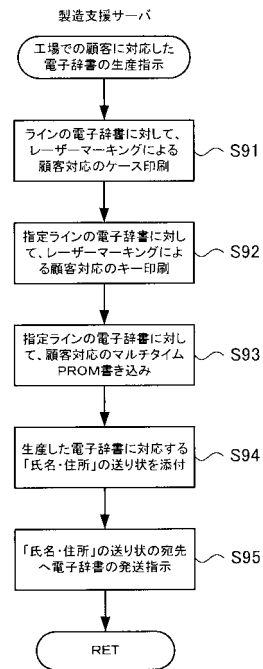 製造支援サーバ
工場での顧客に対応した
電子辞書の生産指示
ラインの電子辞書に対して、
レーザーマーキングによる
顧客対応のケース印刷
S91
指定ラインの電子辞書に対し
て、レーザーマーキングによ
る顧客対応のキー印刷
S92
指定ラインの電子辞書に対し
て、顧客対応のマルチタイム
PROM書き込み
S93
生産した電子辞書に対応する
「氏名・住所」の送り状を添付
S94
「氏名・住所」の送り状の宛先
へ電子辞書の発送指示
S95
RET